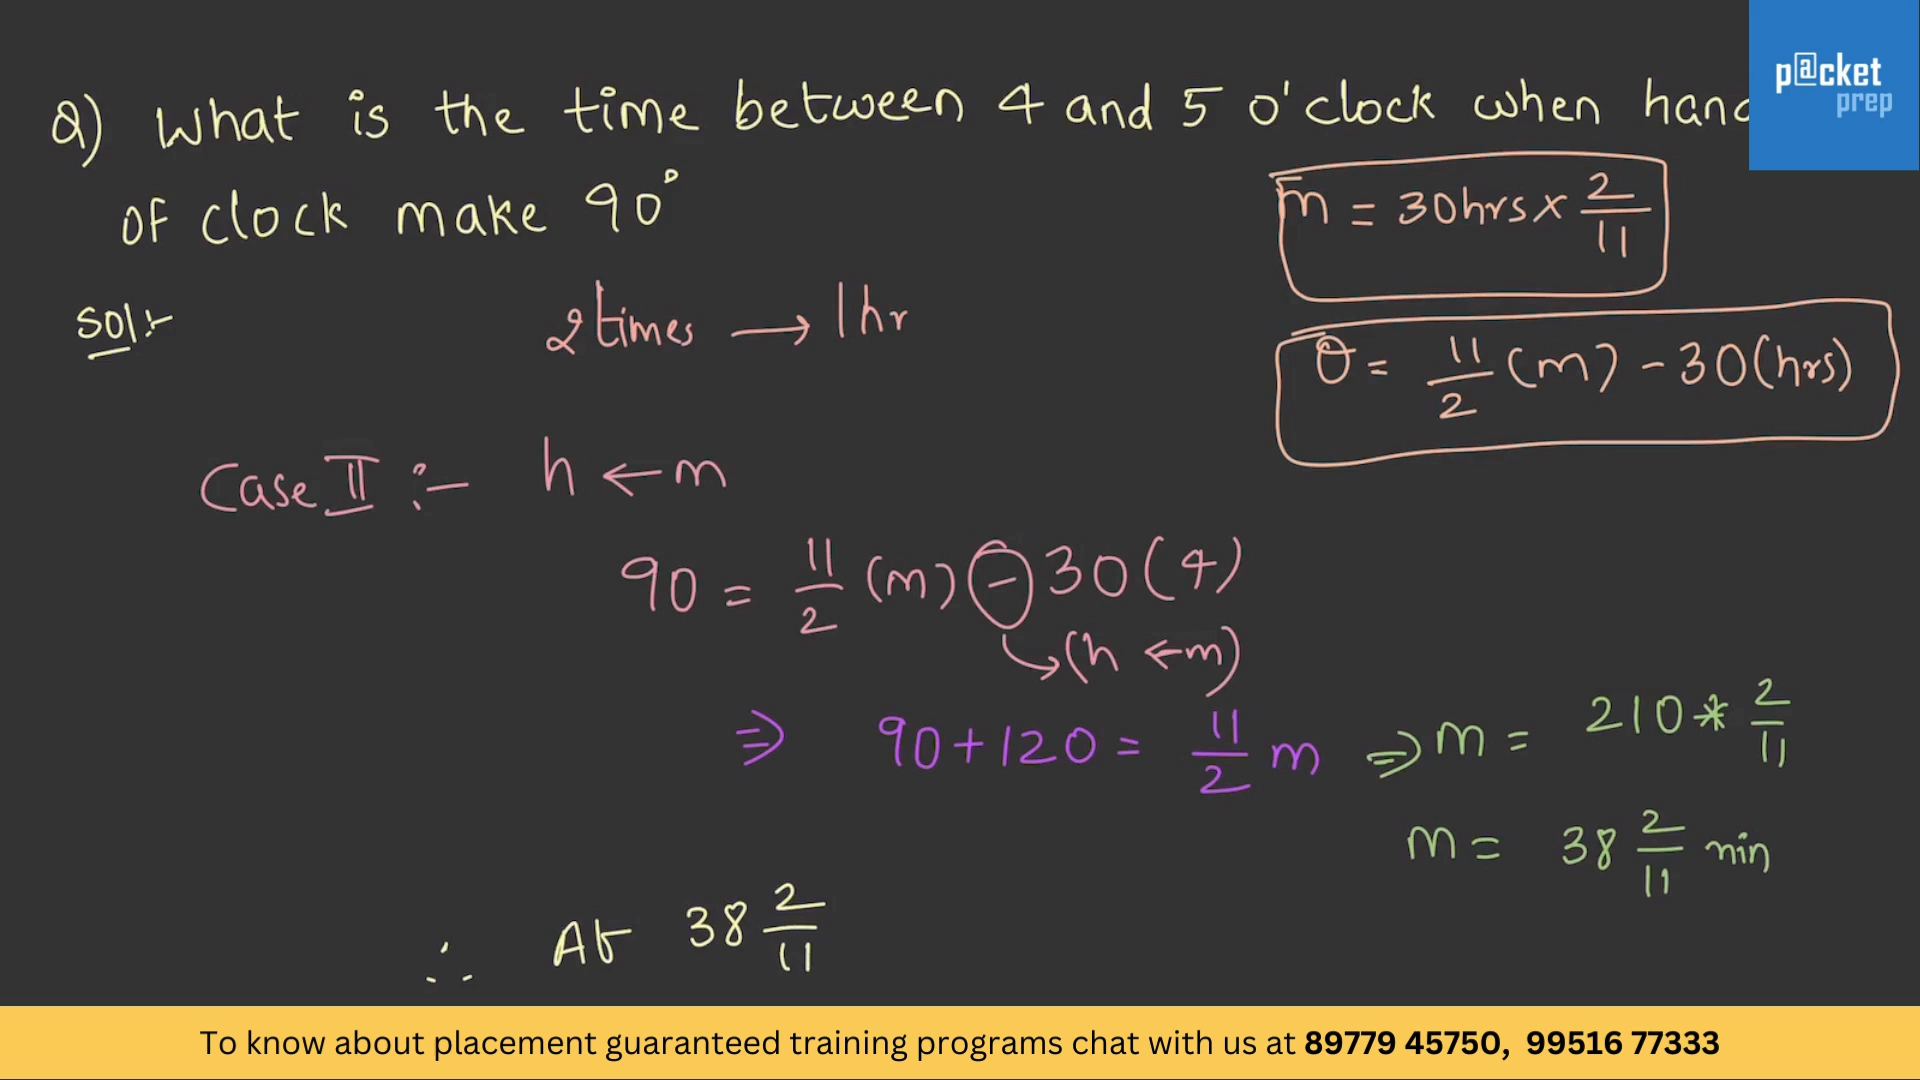 p@cket
prep
Q) What is the time between 4 and 5 o'clock when hand
of clock make 90°
m = 30hrs × 2/11
Sol:-
2 times → 1 hr
θ = 11/2 (m) - 30(hrs)
Case II :- h ← m
90 = 11/2 (m) - 30(4)
↳ (h ← m)
⇒ 90 + 120 = 11/2 m ⇒ m = 210 * 2/11
m = 38 2/11 min
∴ At 38 2/11
To know about placement guaranteed training programs chat with us at 89779 45750, 99516 77333